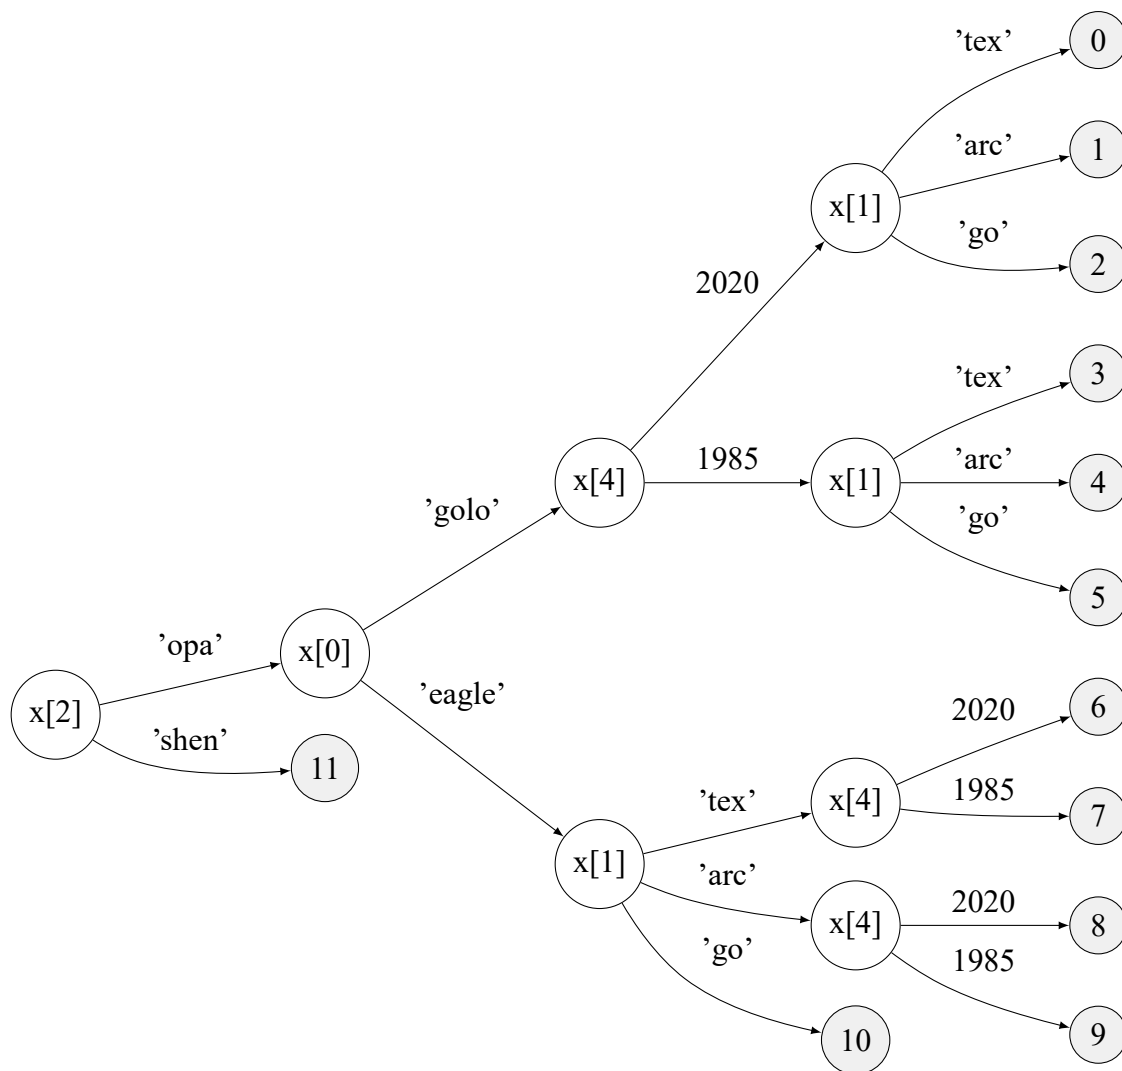 ’tex’
0
’arc’
1
x[1]
’go’
2
2020
’tex’
3
1985
’arc’
x[4]
x[1]
4
’golo’
’go’
5
’opa’
x[0]
’eagle’
2020
6
x[2]
’shen’
11
’tex’
x[4]
1985
7
x[1]
’arc’
2020
x[4]
8
’go’
1985
10
9